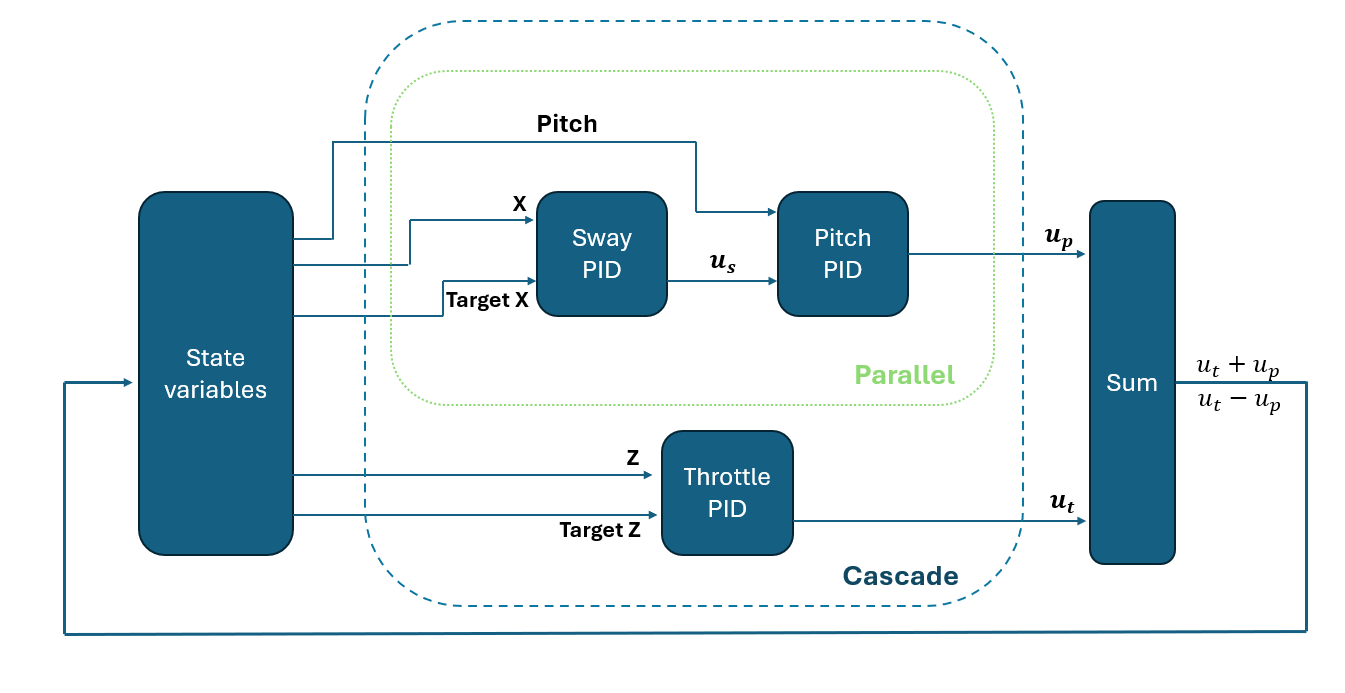 Pitch
X
Target X
Sway
PID
u_s
Pitch
PID
u_p
State
variables
Parallel
Sum
u_t + u_p
u_t − u_p
Z
Target Z
Throttle
PID
u_t
Cascade